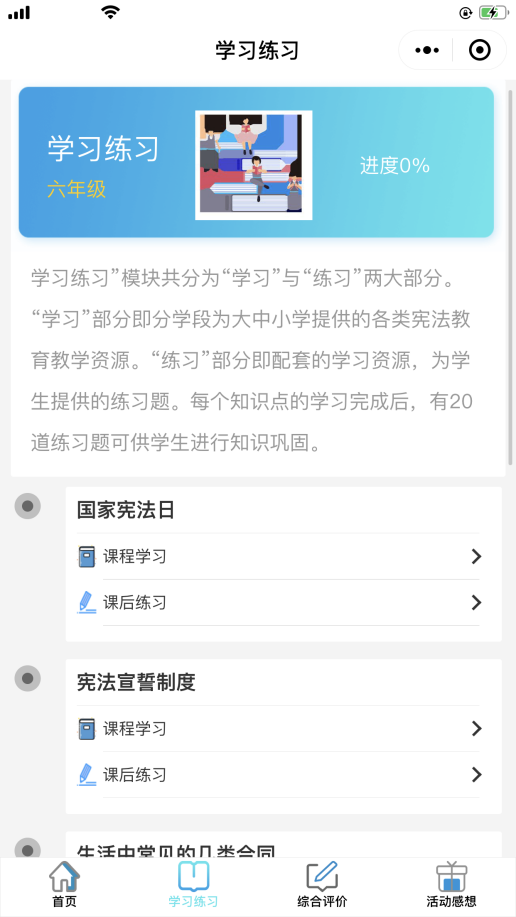 学习练习
学习练习
六年级
进度0%
学习练习”模块共分为“学习”与“练习”两大部分。
“学习”部分即分学段为大中小学提供的各类宪法教
育教学资源。“练习”部分即配套的学习资源，为学
生提供的练习题。每个知识点的学习完成后，有20
道练习题可供学生进行知识巩固。
国家宪法日
课程学习
课后练习
宪法宣誓制度
课程学习
课后练习
生活中常见的几类合同
首页
学习练习
综合评价
活动感想